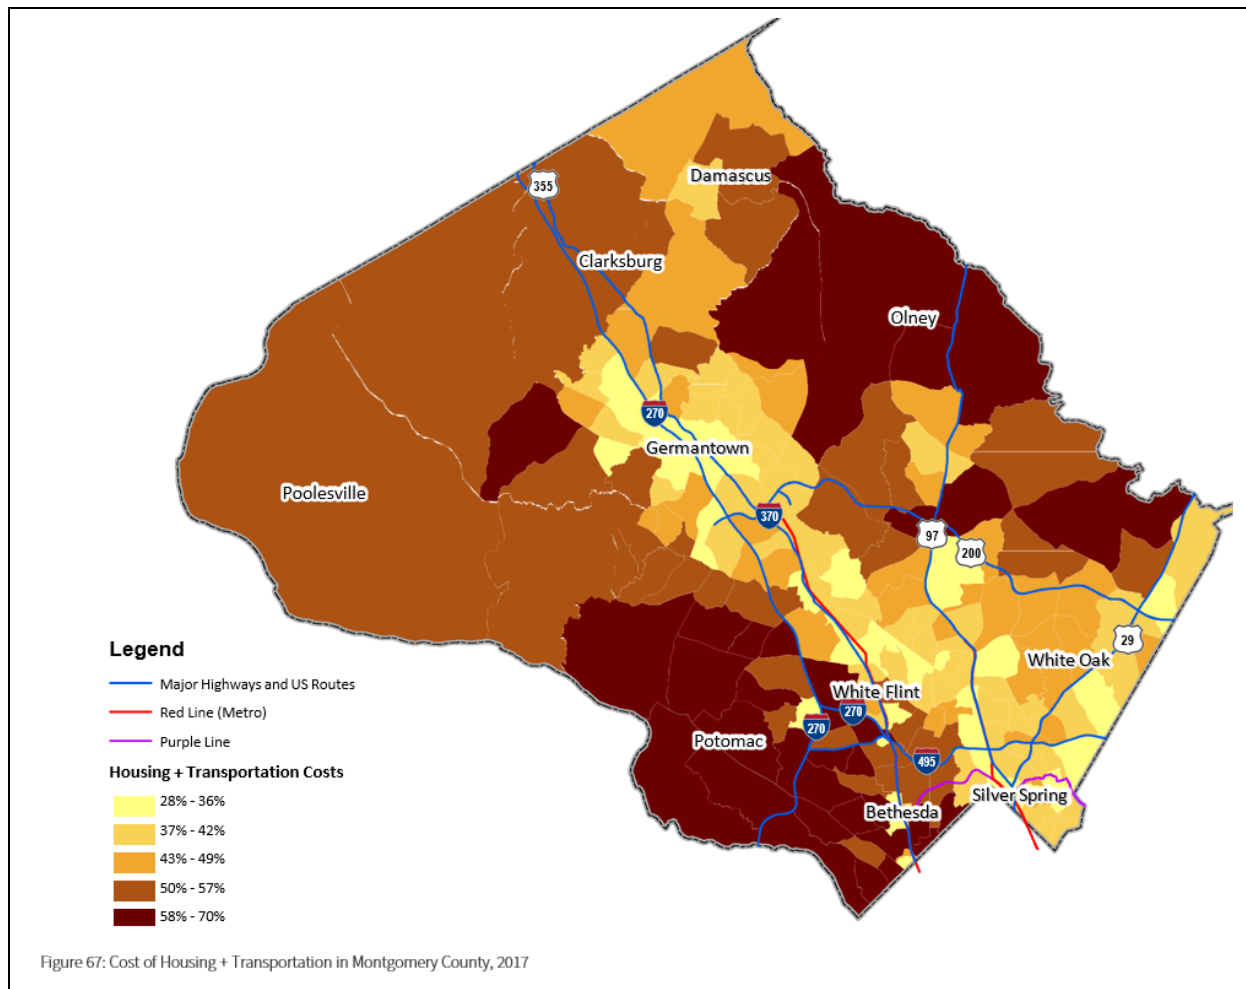 355
Damascus
Clarksburg
Olney
270
Germantown
Poolesville
370
97
200
29
White Oak
White Flint
270
270
Potomac
495
Silver Spring
Bethesda
Legend
Major Highways and US Routes
Red Line (Metro)
Purple Line
Housing + Transportation Costs
28% - 36%
37% - 42%
43% - 49%
50% - 57%
58% - 70%
Figure 67: Cost of Housing + Transportation in Montgomery County, 2017